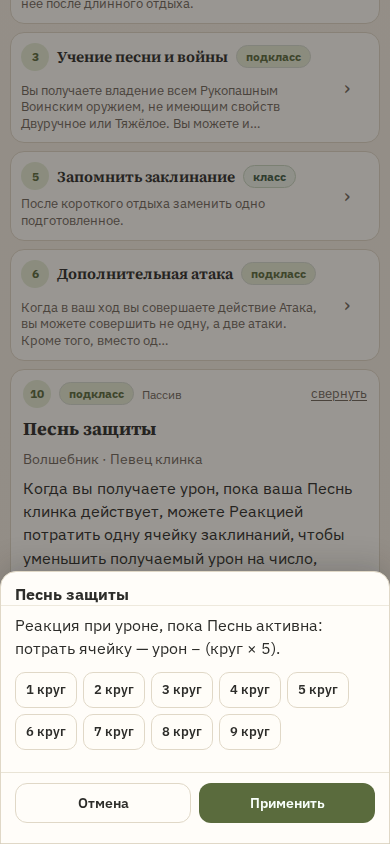 нее после длинного отдыха.
3 Учение песни и войны подкласс
Вы получаете владение всем Рукопашным
Воинским оружием, не имеющим свойств
Двуручное или Тяжёлое. Вы можете и...
5 Запомнить заклинание класс
После короткого отдыха заменить одно
подготовленное.
6 Дополнительная атака подкласс
Когда в ваш ход вы совершаете действие Атака,
вы можете совершить не одну, а две атаки.
Кроме того, вместо од...
10 подкласс Пассив свернуть
Песнь защиты
Волшебник · Певец клинка
Когда вы получаете урон, пока ваша Песнь
клинка действует, можете Реакцией
потратить одну ячейку заклинаний, чтобы
уменьшить получаемый урон на число,
Песнь защиты
Реакция при уроне, пока Песнь активна:
потрать ячейку — урон − (круг × 5).
1 круг 2 круг 3 круг 4 круг 5 круг
6 круг 7 круг 8 круг 9 круг
Отмена Применить